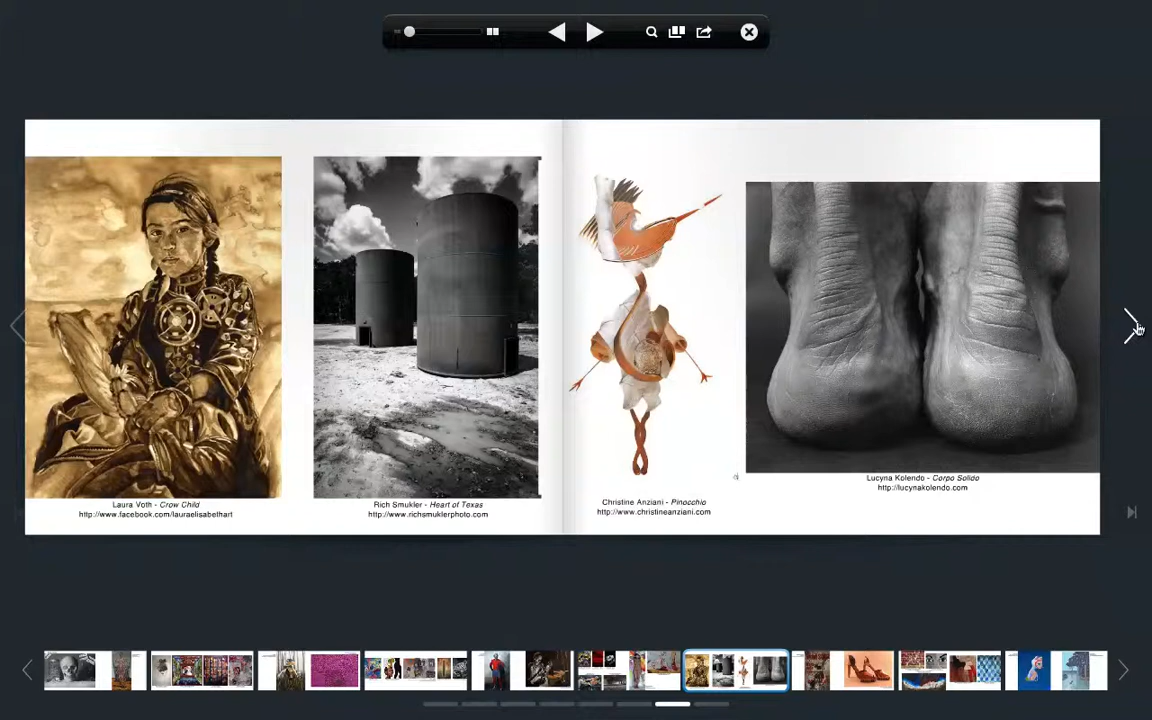 Laura Voth - Crow Child
http://www.facebook.com/lauraelisabethart
Rich Smukler - Heart of Texas
http://www.richsmuklerphoto.com
Christine Anziani - Pinocchio
http://www.christineanziani.com
Lucyna Kolendo - Corpo Solido
http://lucynakolendo.com